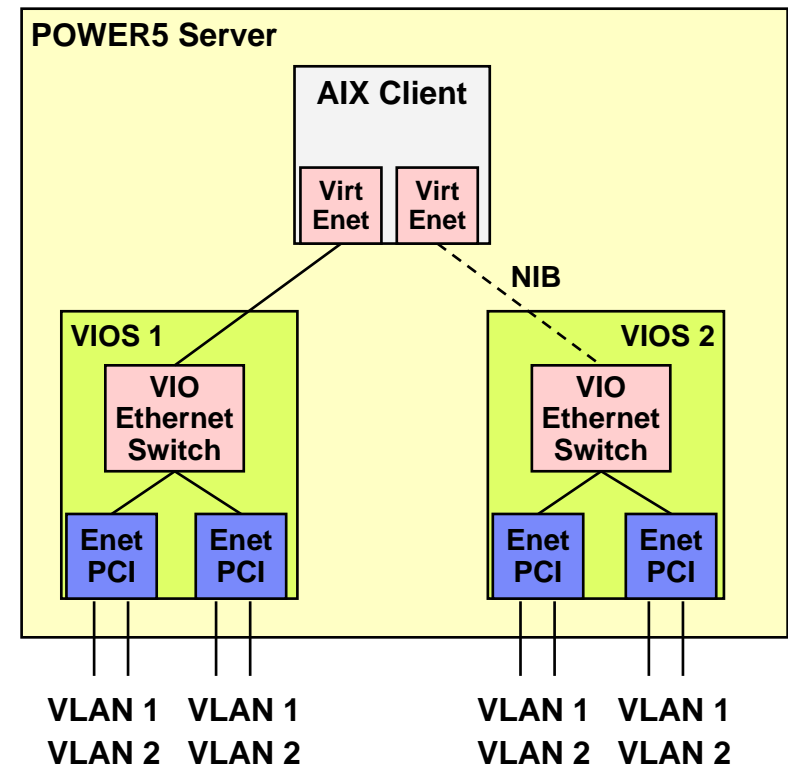 POWER5 Server
AIX Client
Virt
Enet
Virt
Enet
NIB
VIOS 1
VIO
Ethernet
Switch
VIOS 2
VIO
Ethernet
Switch
Enet
PCI
Enet
PCI
Enet
PCI
Enet
PCI
VLAN 1 VLAN 1 VLAN 1 VLAN 1
VLAN 2 VLAN 2 VLAN 2 VLAN 2